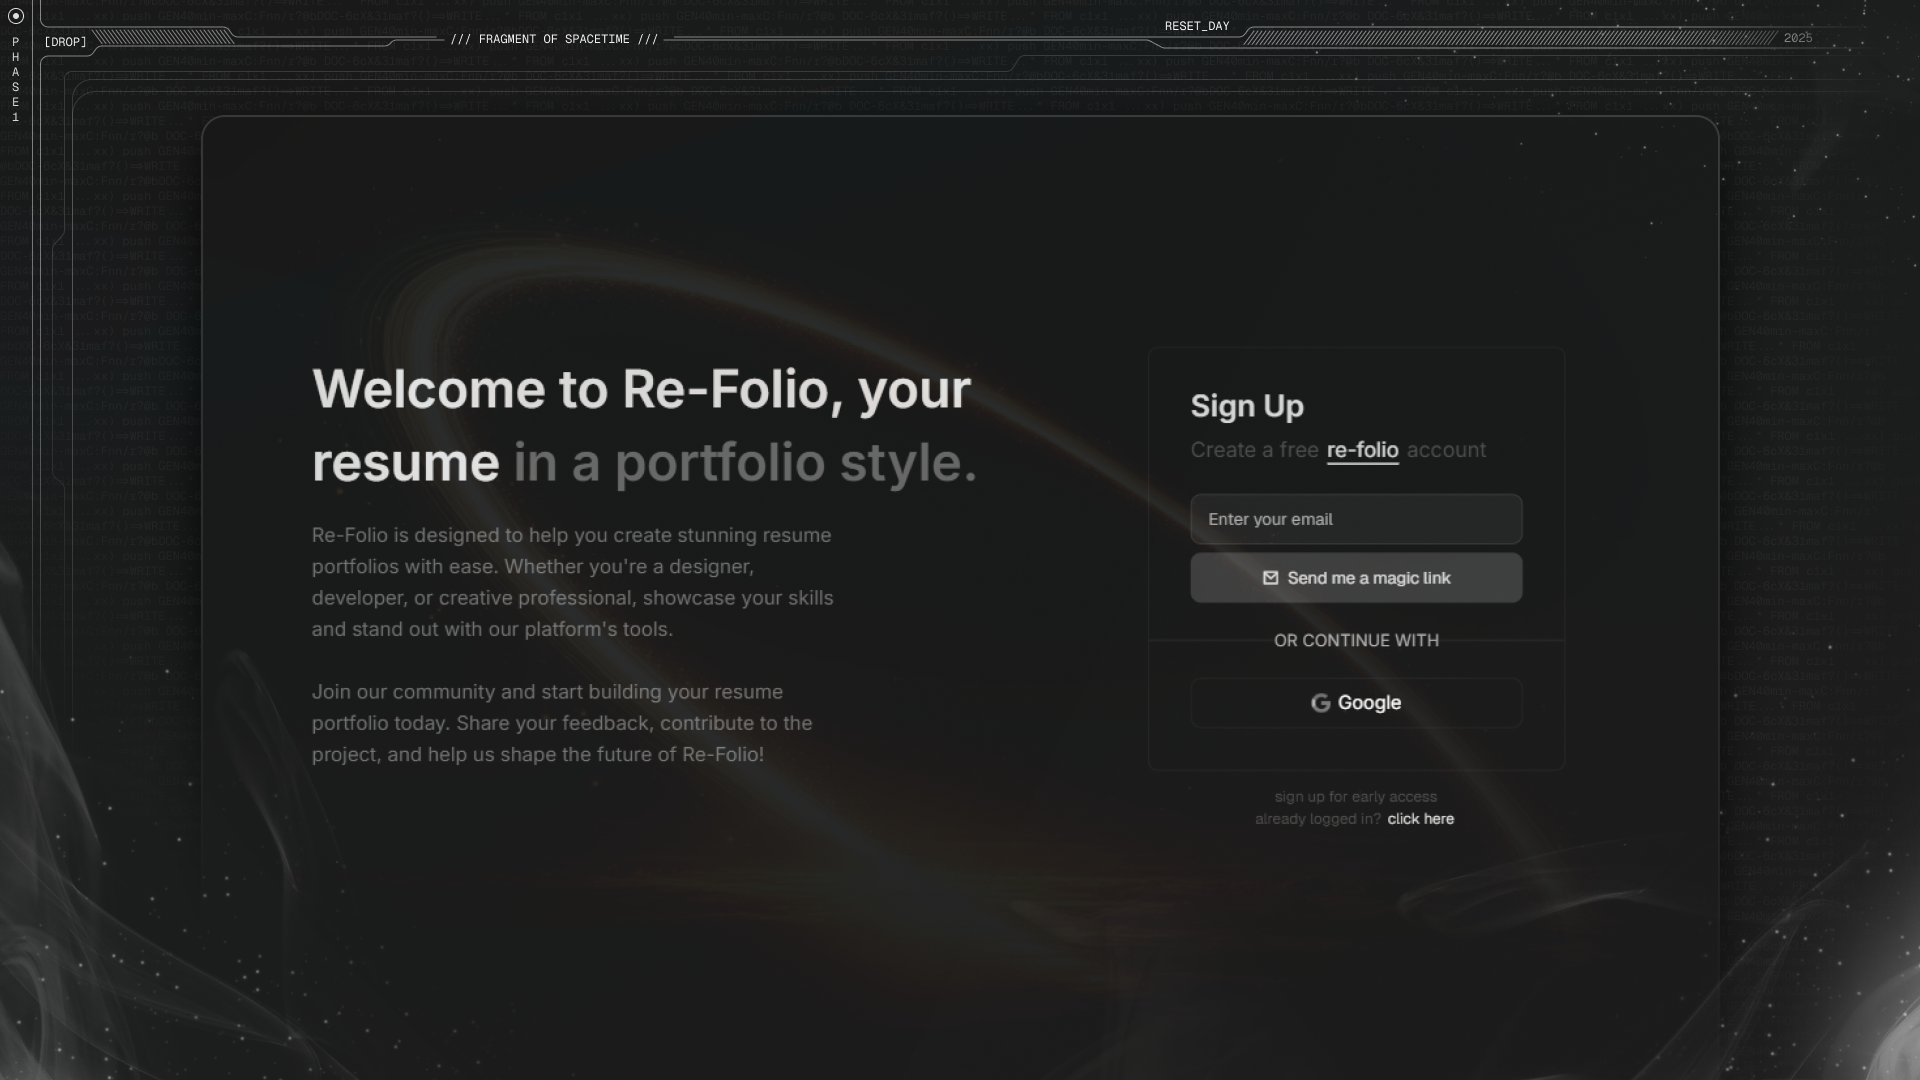 PHASE1
[DROP]
/// FRAGMENT OF SPACETIME ///
RESET_DAY
2025
Welcome to Re-Folio, your
resume in a portfolio style.
Re-Folio is designed to help you create stunning resume
portfolios with ease. Whether you're a designer,
developer, or creative professional, showcase your skills
and stand out with our platform's tools.
Join our community and start building your resume
portfolio today. Share your feedback, contribute to the
project, and help us shape the future of Re-Folio!
Sign Up
Create a free re-folio account
Enter your email
Send me a magic link
OR CONTINUE WITH
Google
sign up for early access
already logged in? click here